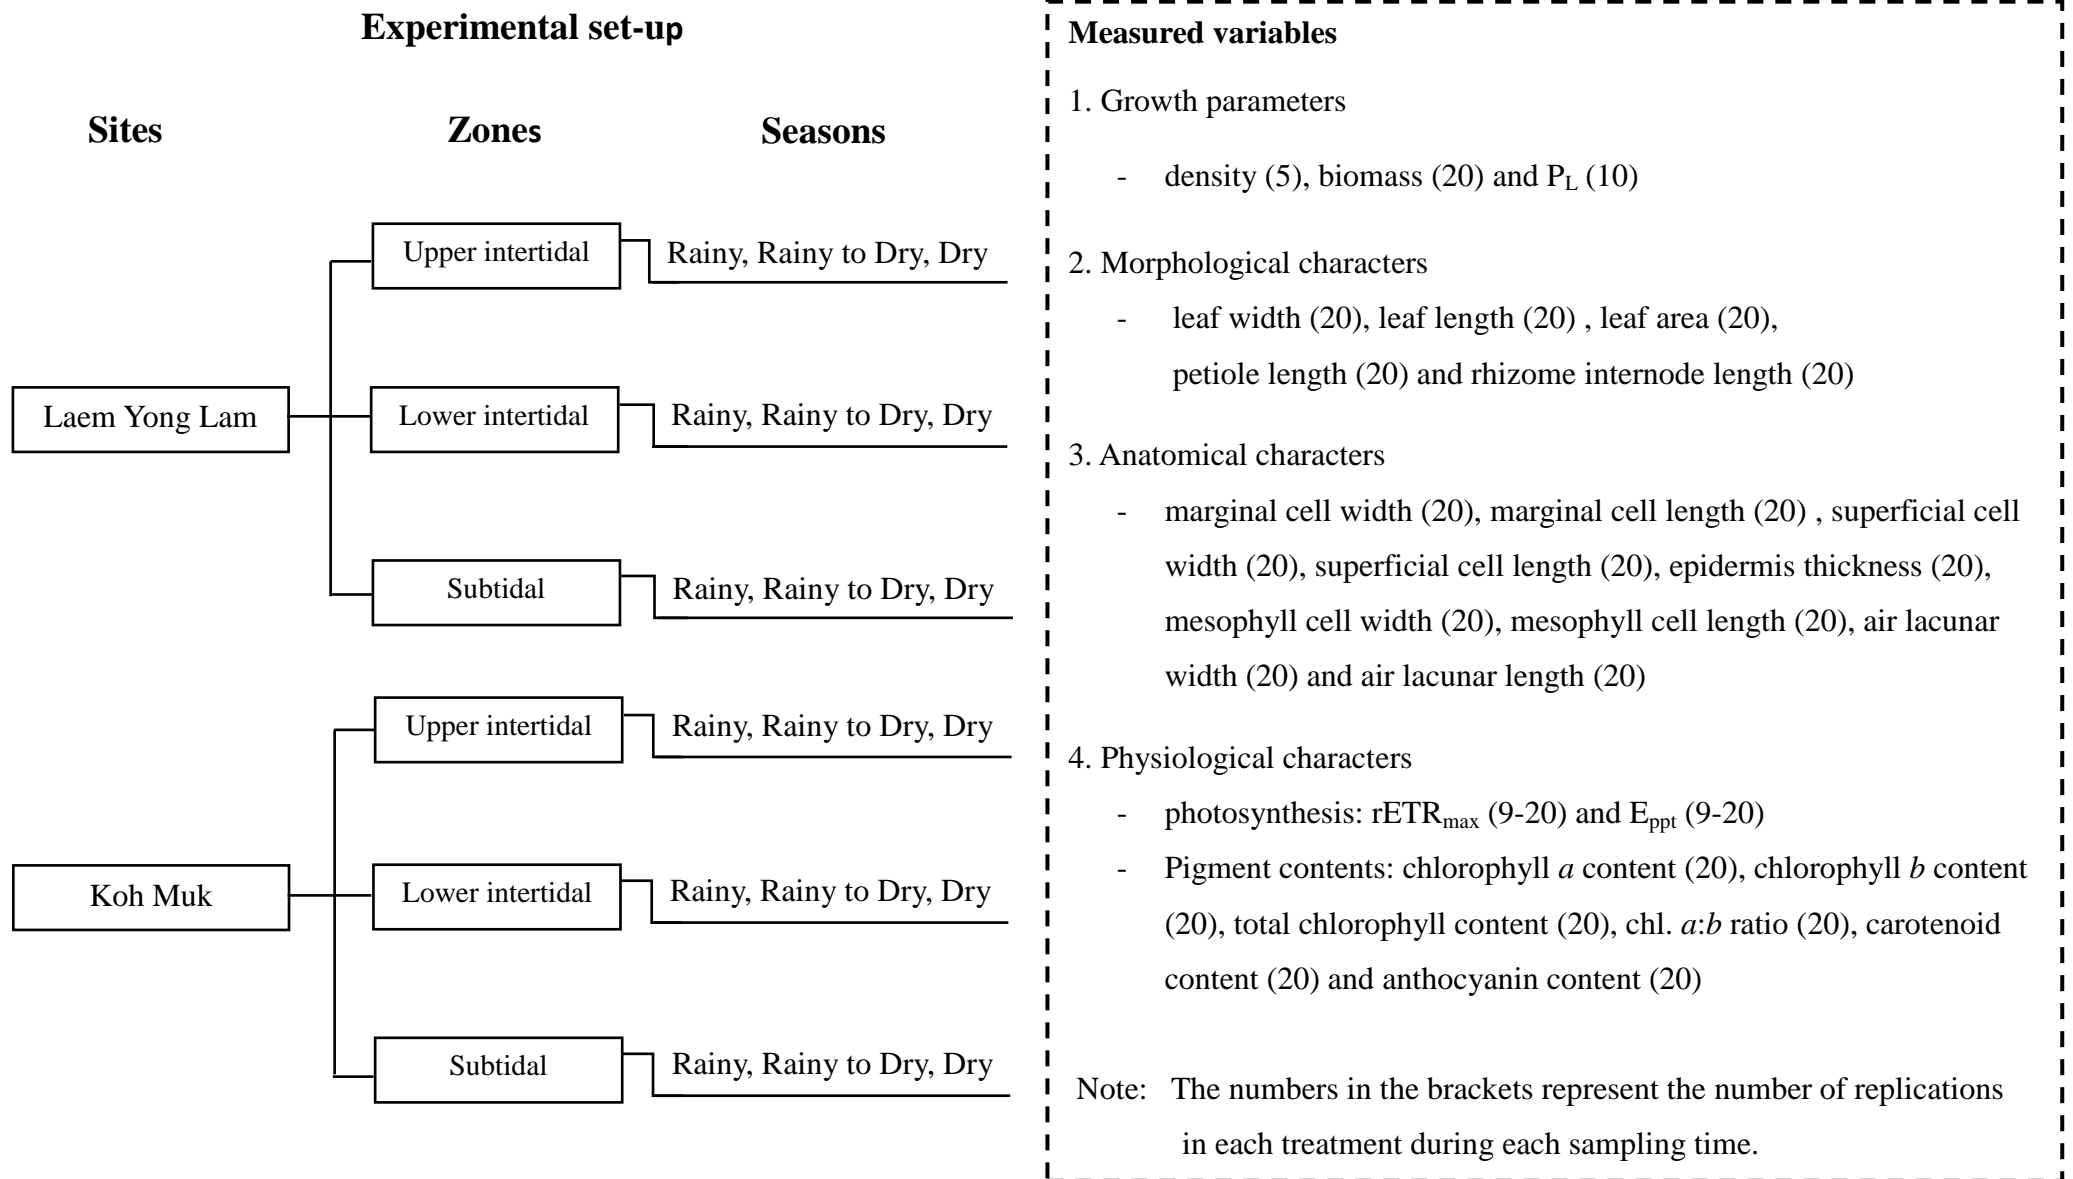 Experimental set-up
Sites
Zones
Seasons
Laem Yong Lam
Upper intertidal
Rainy, Rainy to Dry, Dry
Lower intertidal
Rainy, Rainy to Dry, Dry
Subtidal
Rainy, Rainy to Dry, Dry
Koh Muk
Upper intertidal
Rainy, Rainy to Dry, Dry
Lower intertidal
Rainy, Rainy to Dry, Dry
Subtidal
Rainy, Rainy to Dry, Dry
Measured variables
1. Growth parameters
- density (5), biomass (20) and PL (10)
2. Morphological characters
- leaf width (20), leaf length (20) , leaf area (20),
petiole length (20) and rhizome internode length (20)
3. Anatomical characters
- marginal cell width (20), marginal cell length (20) , superficial cell
width (20), superficial cell length (20), epidermis thickness (20),
mesophyll cell width (20), mesophyll cell length (20), air lacunar
width (20) and air lacunar length (20)
4. Physiological characters
- photosynthesis: rETRmax (9-20) and Eppt (9-20)
- Pigment contents: chlorophyll a content (20), chlorophyll b content
(20), total chlorophyll content (20), chl. a:b ratio (20), carotenoid
content (20) and anthocyanin content (20)
Note: The numbers in the brackets represent the number of replications
in each treatment during each sampling time.